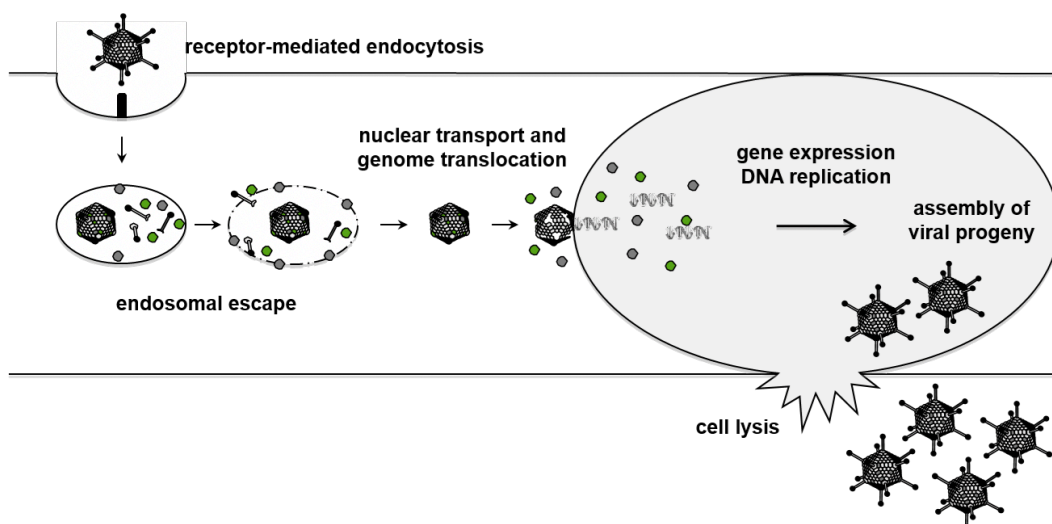 receptor-mediated endocytosis
nuclear transport and
genome translocation
gene expression
DNA replication
assembly of
viral progeny
endosomal escape
cell lysis